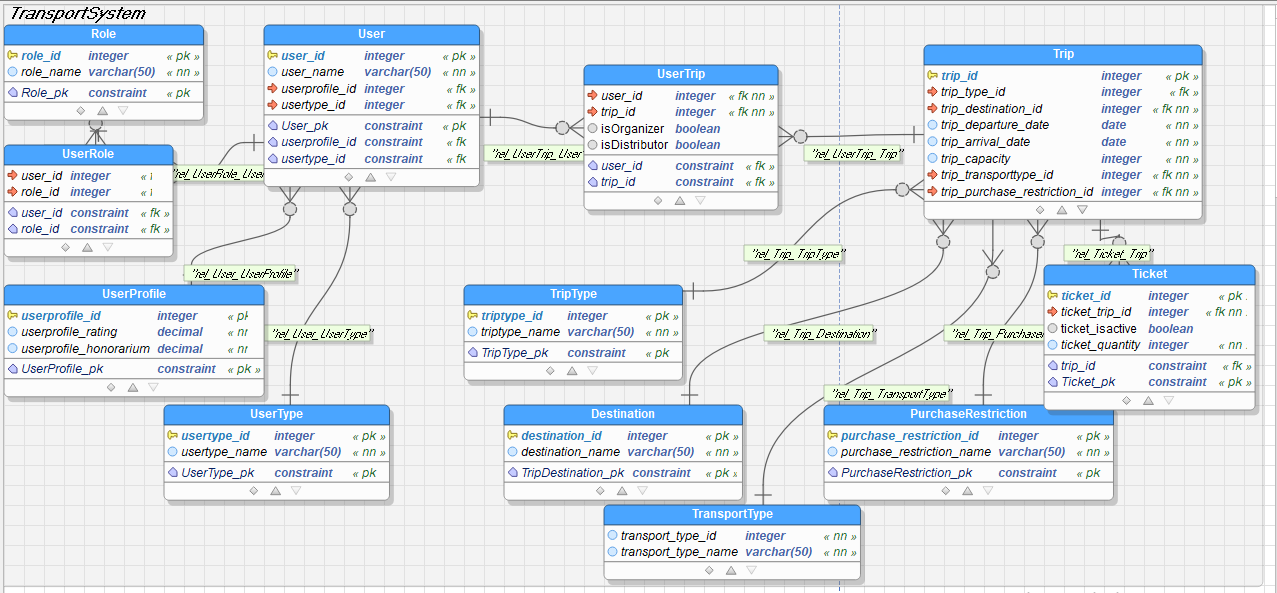 TransportSystem
Role
role_id integer « pk »
role_name varchar(50) « nn »
Role_pk constraint « pk
User
user_id integer « pk »
user_name varchar(50) « nn »
userprofile_id integer « fk »
usertype_id integer « fk »
User_pk constraint « pk
userprofile_id constraint « fk
usertype_id constraint « fk
UserTrip
user_id integer « fk nn »
trip_id integer « fk nn »
isOrganizer boolean
isDistributor boolean
user_id constraint « fk »
trip_id constraint « fk »
Trip
trip_id integer « pk »
trip_type_id integer « fk »
trip_destination_id integer « fk nn »
trip_departure_date date « nn »
trip_arrival_date date « nn »
trip_capacity integer « nn »
trip_transporttype_id integer « fk nn »
trip_purchase_restriction_id integer « fk nn »
UserRole
user_id integer «
role_id integer «
user_id constraint « fk »
role_id constraint « fk »
"rel_UserRole_User
"rel_UserTrip_User
"rel_UserTrip_Trip"
"rel_Trip_TripType"
"rel_Ticket_Trip"
"rel_User_UserProfile"
UserProfile
userprofile_id integer « pk
userprofile_rating decimal « nn
userprofile_honorarium decimal « nn
UserProfile_pk constraint « pk »
"rel_User_UserType"
TripType
triptype_id integer « pk »
triptype_name varchar(50) « nn »
TripType_pk constraint « pk
"rel_Trip_Destination"
"rel_Trip_Purchase
Ticket
ticket_id integer « pk
ticket_trip_id integer « fk nn
ticket_isactive boolean
ticket_quantity integer « nn
trip_id constraint « fk »
Ticket_pk constraint « pk »
"rel_Trip_TransportType"
UserType
usertype_id integer « pk »
usertype_name varchar(50) « nn »
UserType_pk constraint « pk
Destination
destination_id integer « pk »
destination_name varchar(50) « nn »
TripDestination_pk constraint « pk
PurchaseRestriction
purchase_restriction_id integer « pk »
purchase_restriction_name varchar(50) « nn »
PurchaseRestriction_pk constraint « pk
TransportType
transport_type_id integer « nn »
transport_type_name varchar(50) « nn »